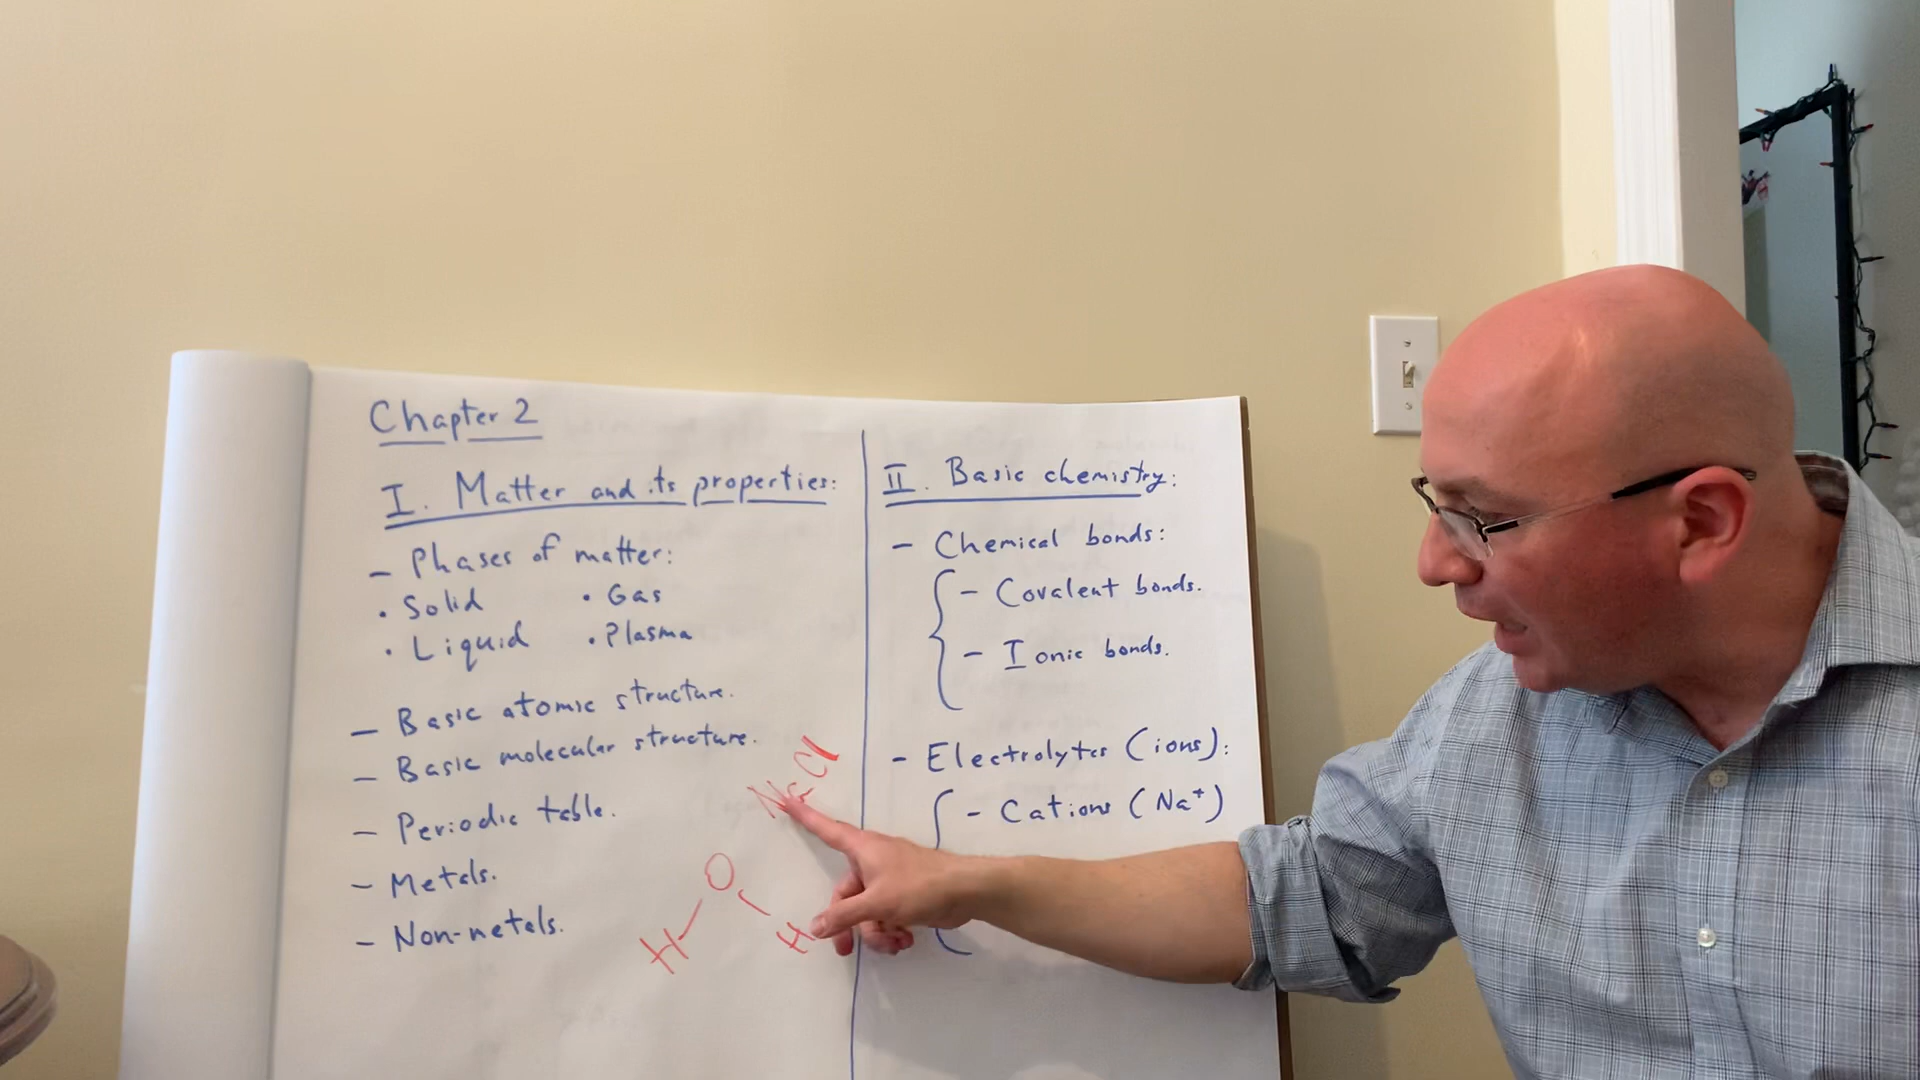 Chapter 2
I. Matter and its properties:
- Phases of matter:
• Solid • Gas
• Liquid • Plasma
- Basic atomic structure.
- Basic molecular structure.
- Periodic table.
- Metals.
- Non-metals.
NaCl
O
H
H
II. Basic chemistry:
- Chemical bonds:
- Covalent bonds.
- Ionic bonds.
- Electrolytes (ions):
- Cations (Na⁺)